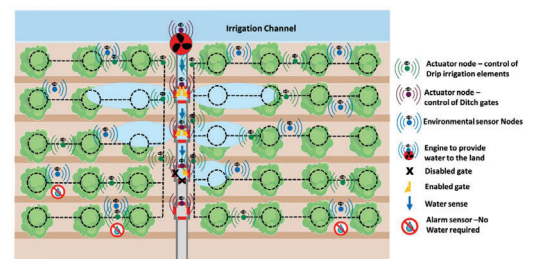 Irrigation Channel
Actuator node – control of
Drip irrigation elements
Actuator node –
control of Ditch gates
Environmental sensor Nodes
Engine to provide
water to the land
Disabled gate
Enabled gate
Water sense
Alarm sensor –No
Water required